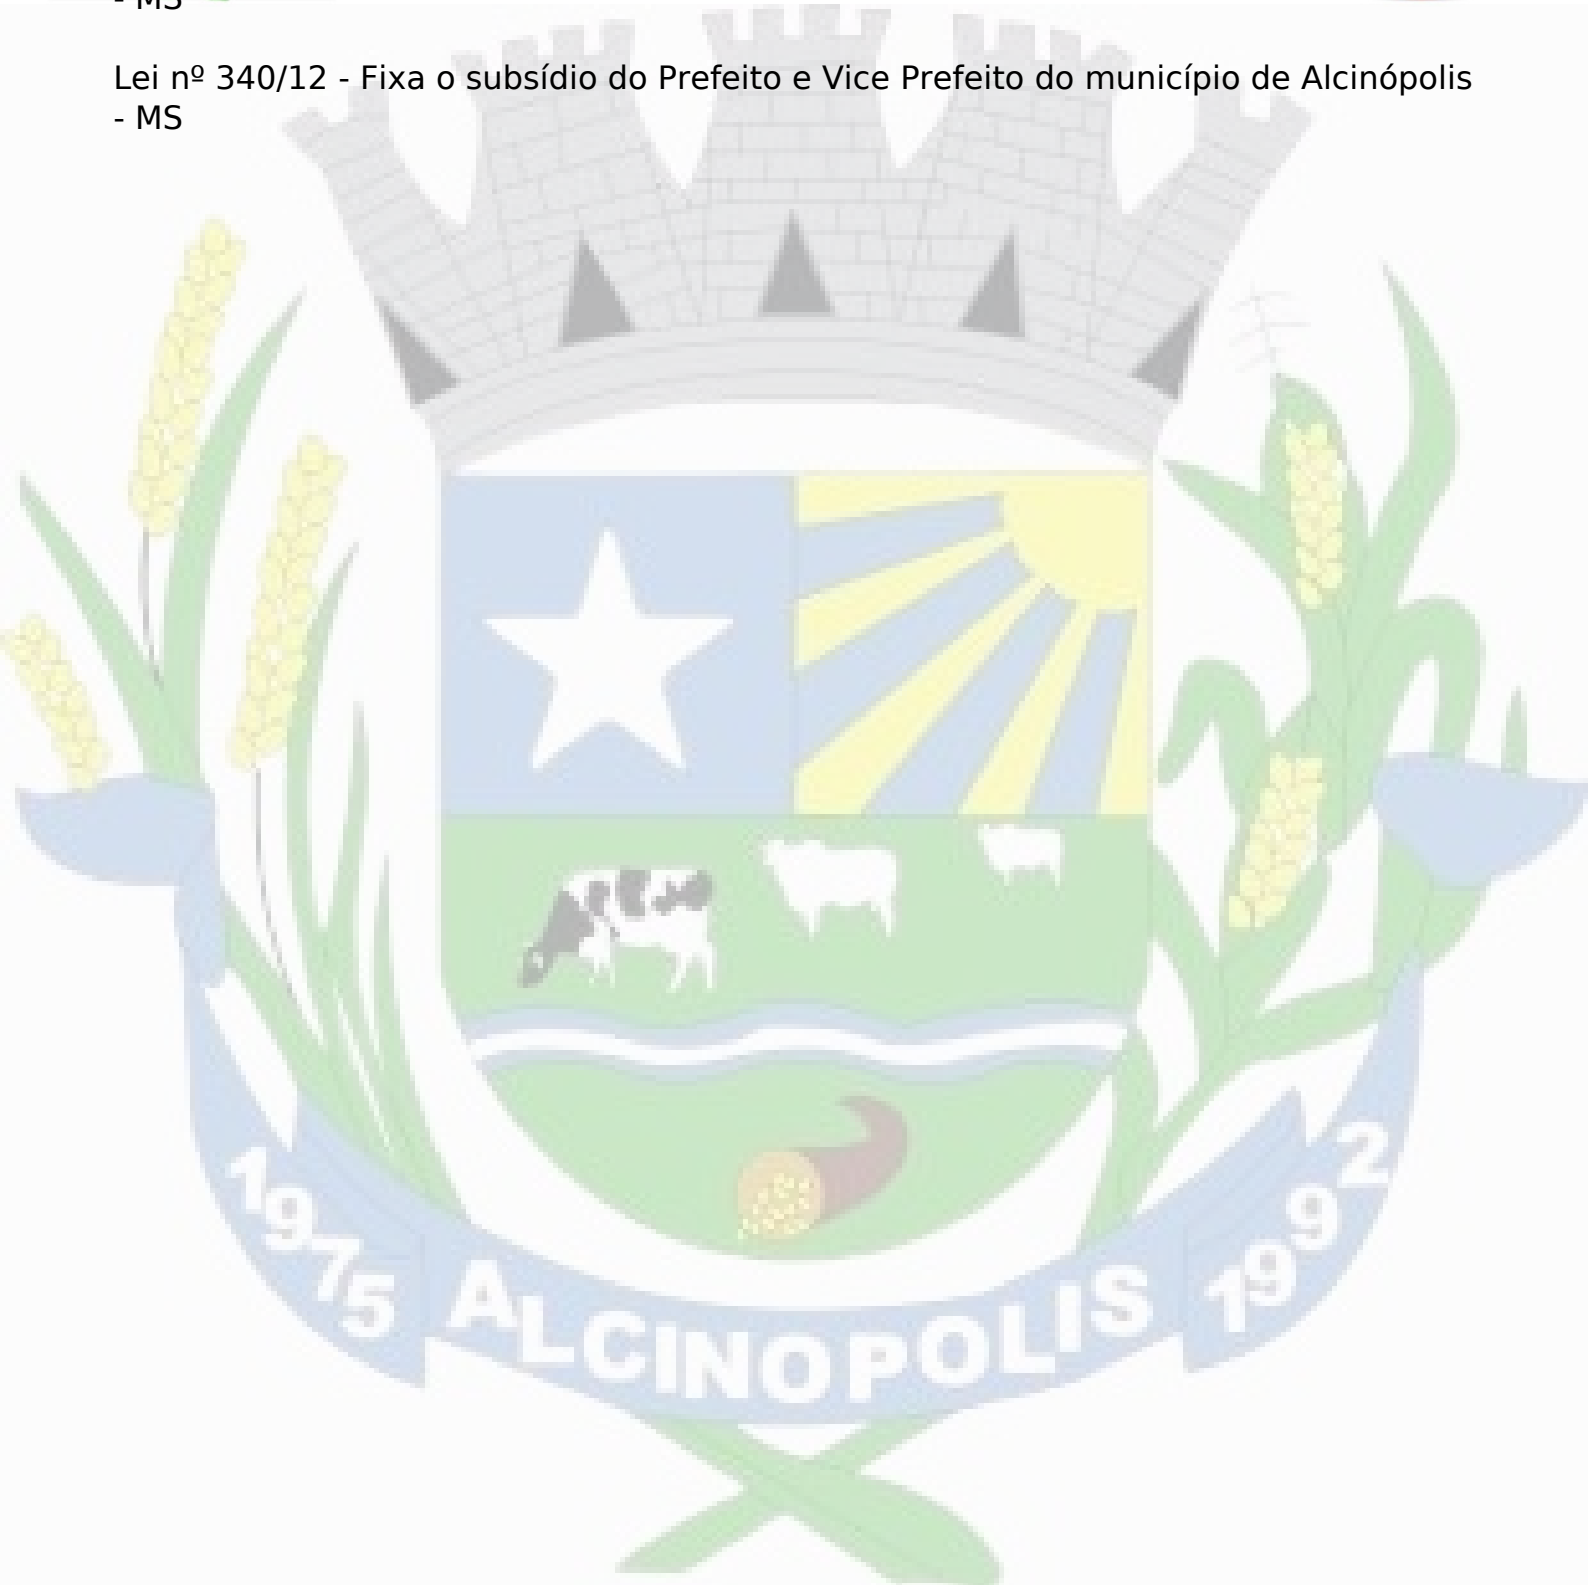 - MS
Lei nº 340/12 - Fixa o subsídio do Prefeito e Vice Prefeito do município de Alcinópolis
- MS
1975 ALCINOPOLIS 1992